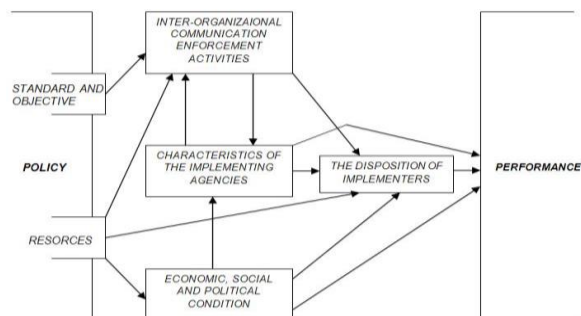 INTER-ORGANIZAIONAL
COMMUNICATION
ENFORCEMENT
ACTIVITIES
STANDARD AND
OBJECTIVE
POLICY
CHARACTERISTICS OF
THE IMPLEMENTING
AGENCIES
THE DISPOSITION OF
IMPLEMENTERS
PERFORMANCE
RESORCES
ECONOMIC, SOCIAL
AND POLITICAL
CONDITION